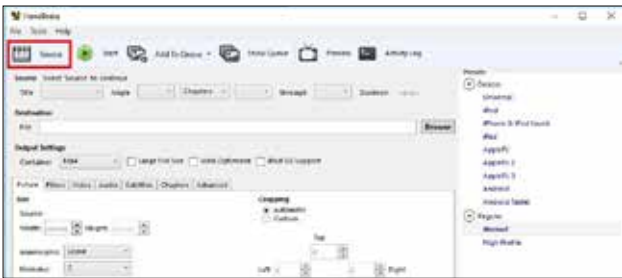 HandBrake
File Tools Help
Source Start Add To Queue Show Queue Preview Activity Log
Source Select Source to continue
Title Angle Chapters through Duration
Destination
File Browse
Output Settings
Container MP4 Large File Size Web Optimized iPod 5G Support
Picture Filters Video Audio Subtitles Chapters Advanced
Size Cropping
Source: Automatic
Custom
Width: Height:
Top
Anamorphic: Loose
Modulus: Left Right
Presets
Devices
Universal
iPod
iPhone & iPod touch
iPad
AppleTV
AppleTV 2
AppleTV 3
Android
Android Tablet
Regular
Normal
High Profile